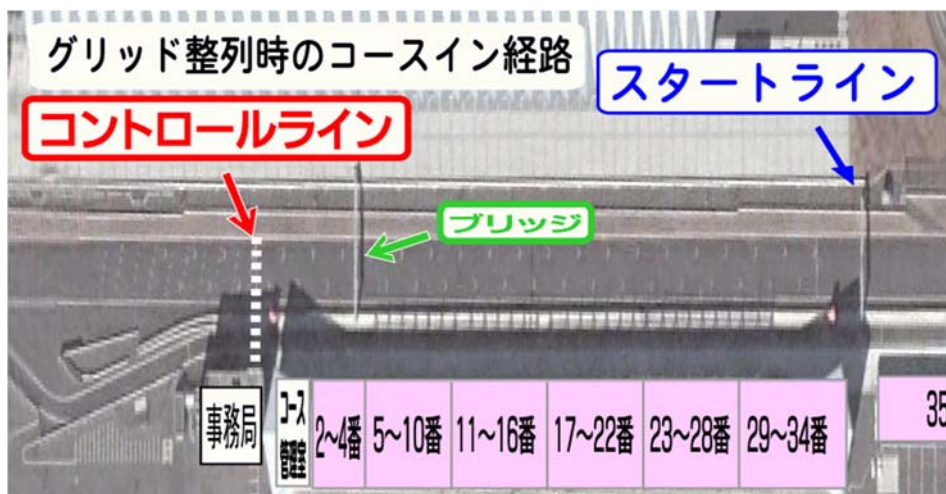 グリッド整列時のコースイン経路
スタートライン
コントロールライン
ブリッジ
事務局
コース
管理室
2～4番
5～10番
11～16番
17～22番
23～28番
29～34番
35